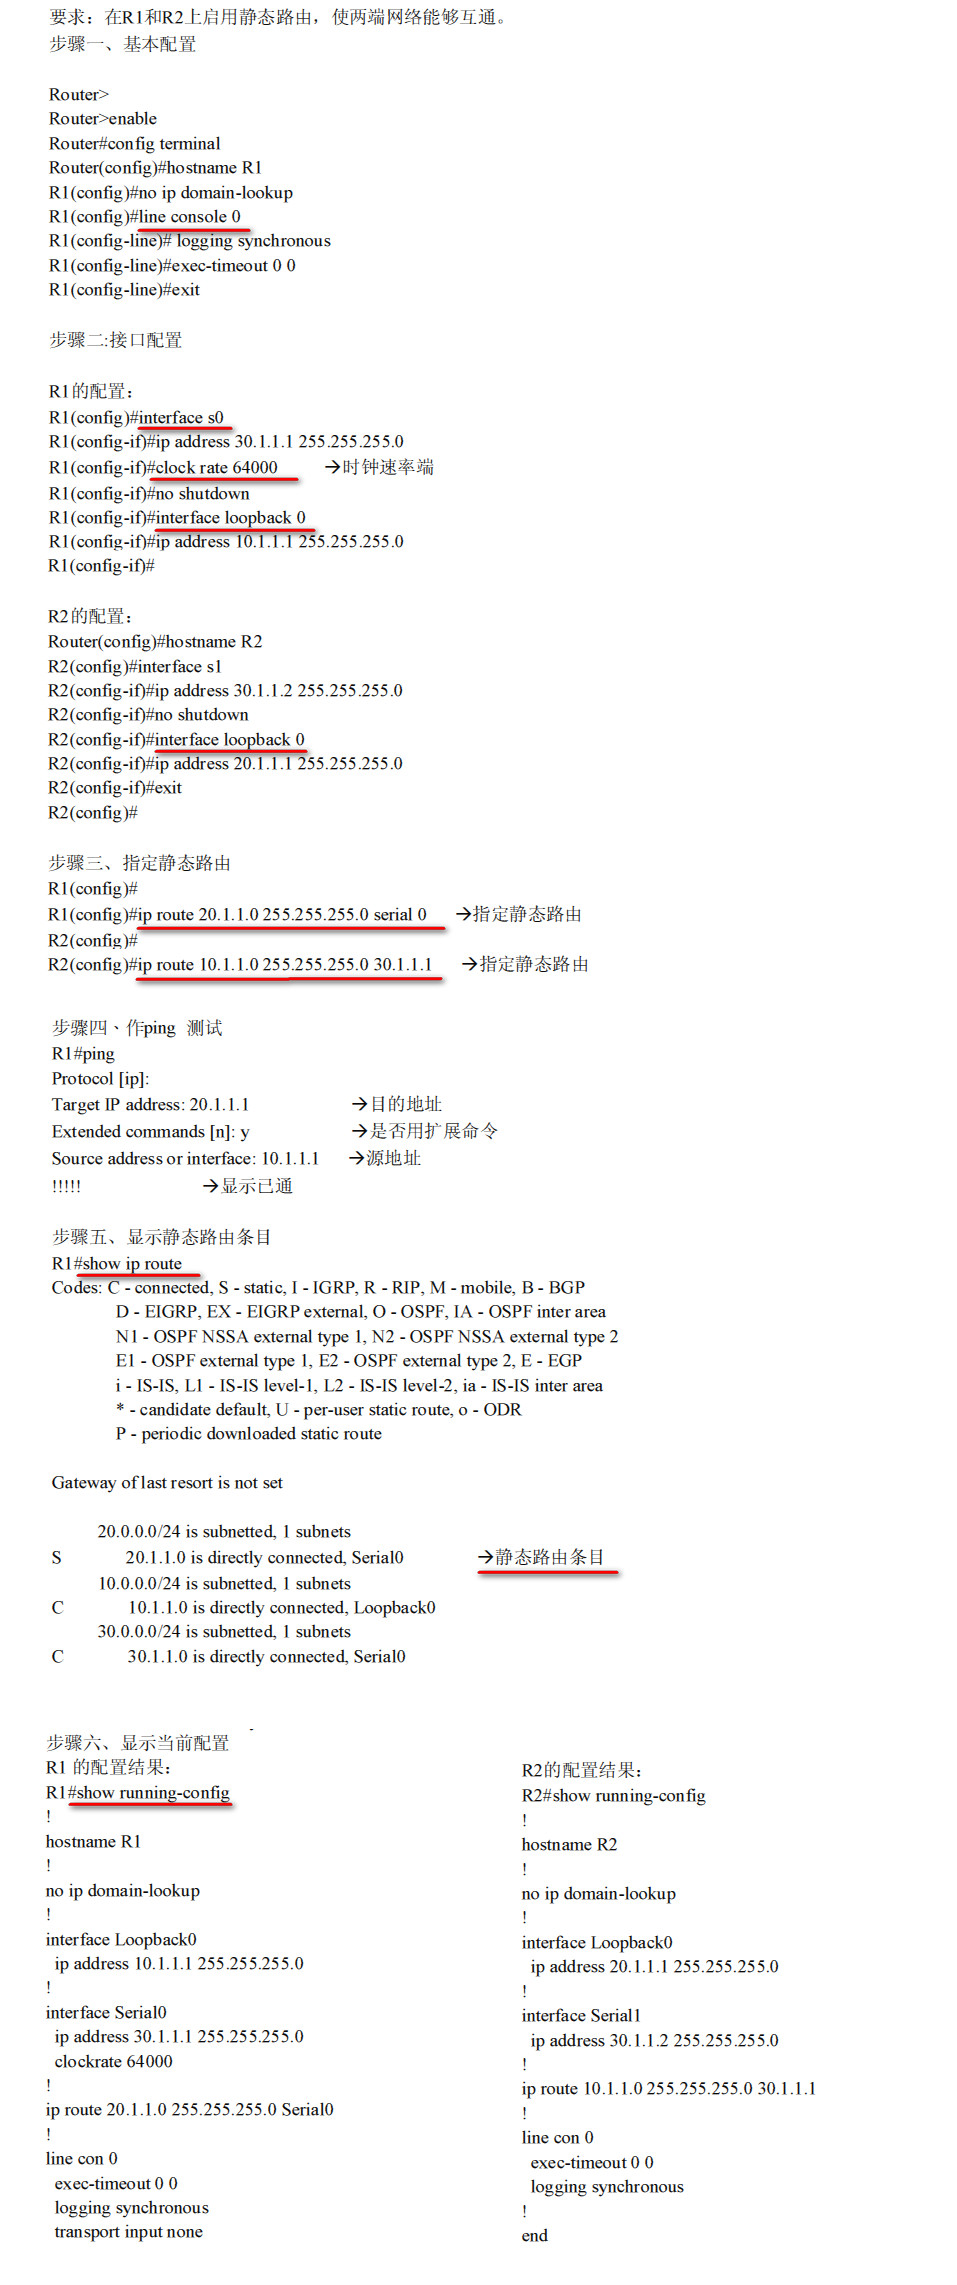 要求：在R1和R2上启用静态路由，使两端网络能够互通。
步骤一、基本配置
Router>
Router>enable
Router#config terminal
Router(config)#hostname R1
R1(config)#no ip domain-lookup
R1(config)#line console 0
R1(config-line)# logging synchronous
R1(config-line)#exec-timeout 0 0
R1(config-line)#exit
步骤二:接口配置
R1的配置：
R1(config)#interface s0
R1(config-if)#ip address 30.1.1.1 255.255.255.0
R1(config-if)#clock rate 64000 →时钟速率端
R1(config-if)#no shutdown
R1(config-if)#interface loopback 0
R1(config-if)#ip address 10.1.1.1 255.255.255.0
R1(config-if)#
R2的配置：
Router(config)#hostname R2
R2(config)#interface s1
R2(config-if)#ip address 30.1.1.2 255.255.255.0
R2(config-if)#no shutdown
R2(config-if)#interface loopback 0
R2(config-if)#ip address 20.1.1.1 255.255.255.0
R2(config-if)#exit
R2(config)#
步骤三、指定静态路由
R1(config)#
R1(config)#ip route 20.1.1.0 255.255.255.0 serial 0 →指定静态路由
R2(config)#
R2(config)#ip route 10.1.1.0 255.255.255.0 30.1.1.1 →指定静态路由
步骤四、作ping 测试
R1#ping
Protocol [ip]:
Target IP address: 20.1.1.1 →目的地址
Extended commands [n]: y →是否用扩展命令
Source address or interface: 10.1.1.1 →源地址
!!!!! →显示已通
步骤五、显示静态路由条目
R1#show ip route
Codes: C - connected, S - static, I - IGRP, R - RIP, M - mobile, B - BGP
D - EIGRP, EX - EIGRP external, O - OSPF, IA - OSPF inter area
N1 - OSPF NSSA external type 1, N2 - OSPF NSSA external type 2
E1 - OSPF external type 1, E2 - OSPF external type 2, E - EGP
i - IS-IS, L1 - IS-IS level-1, L2 - IS-IS level-2, ia - IS-IS inter area
* - candidate default, U - per-user static route, o - ODR
P - periodic downloaded static route
Gateway of last resort is not set
20.0.0.0/24 is subnetted, 1 subnets
S 20.1.1.0 is directly connected, Serial0 →静态路由条目
10.0.0.0/24 is subnetted, 1 subnets
C 10.1.1.0 is directly connected, Loopback0
30.0.0.0/24 is subnetted, 1 subnets
C 30.1.1.0 is directly connected, Serial0
步骤六、显示当前配置
R1 的配置结果：
R1#show running-config
!
hostname R1
!
no ip domain-lookup
!
interface Loopback0
ip address 10.1.1.1 255.255.255.0
!
interface Serial0
ip address 30.1.1.1 255.255.255.0
clockrate 64000
!
ip route 20.1.1.0 255.255.255.0 Serial0
!
line con 0
exec-timeout 0 0
logging synchronous
transport input none
R2的配置结果：
R2#show running-config
!
hostname R2
!
no ip domain-lookup
!
interface Loopback0
ip address 20.1.1.1 255.255.255.0
!
interface Serial1
ip address 30.1.1.2 255.255.255.0
!
ip route 10.1.1.0 255.255.255.0 30.1.1.1
!
line con 0
exec-timeout 0 0
logging synchronous
!
end